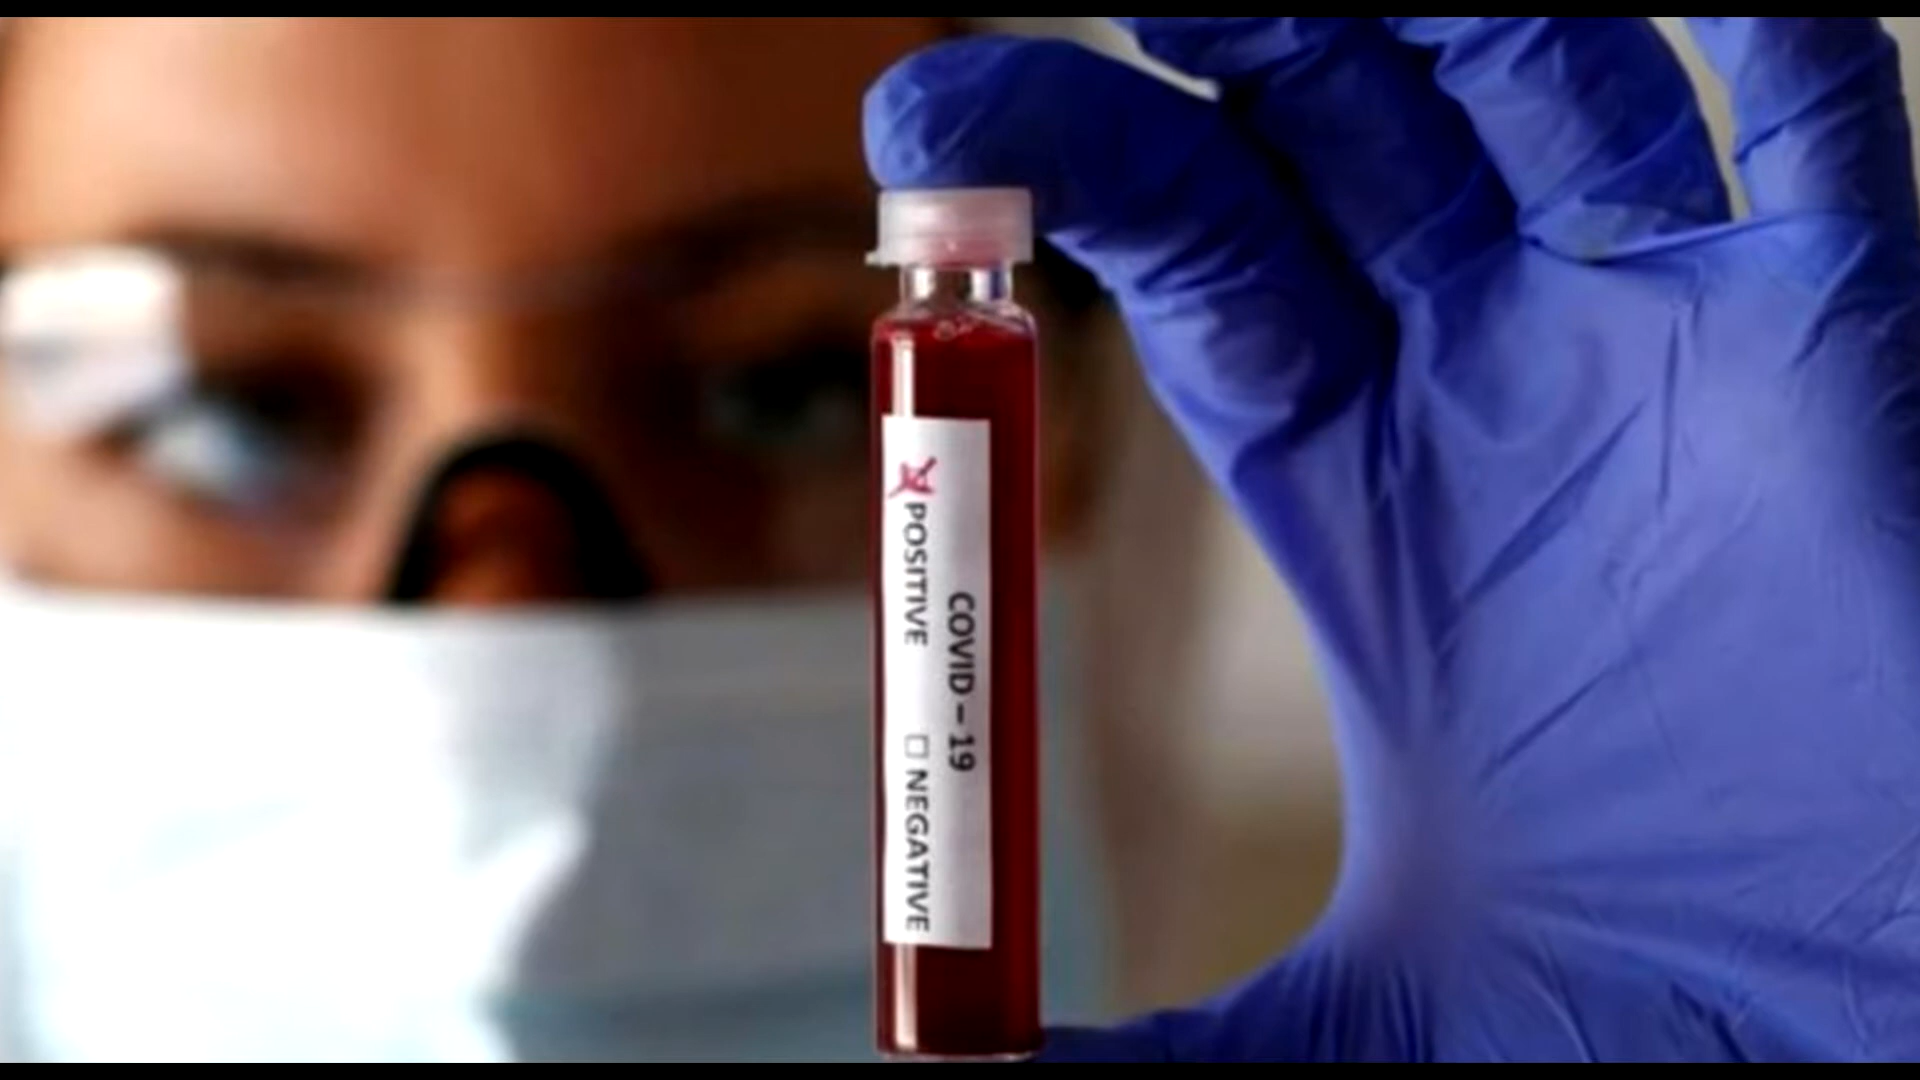 COVID – 19
☒ POSITIVE ☐ NEGATIVE